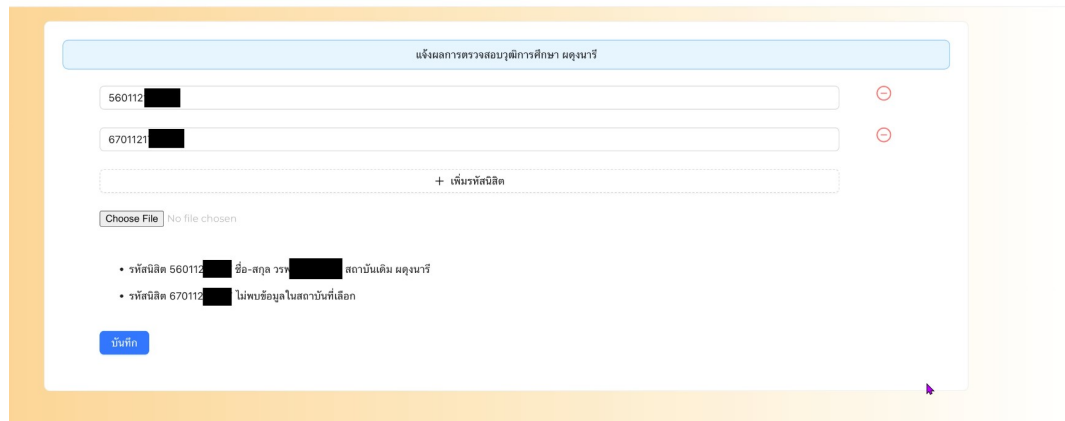 แจ้งผลการตรวจสอบวุฒิการศึกษา ผดุงนารี
560112
6701121
+ เพิ่มรหัสนิสิต
Choose File No file chosen
• รหัสนิสิต 560112 ชื่อ-สกุล วรพ สถาบันเดิม ผดุงนารี
• รหัสนิสิต 670112 ไม่พบข้อมูลในสถาบันที่เลือก
บันทึก